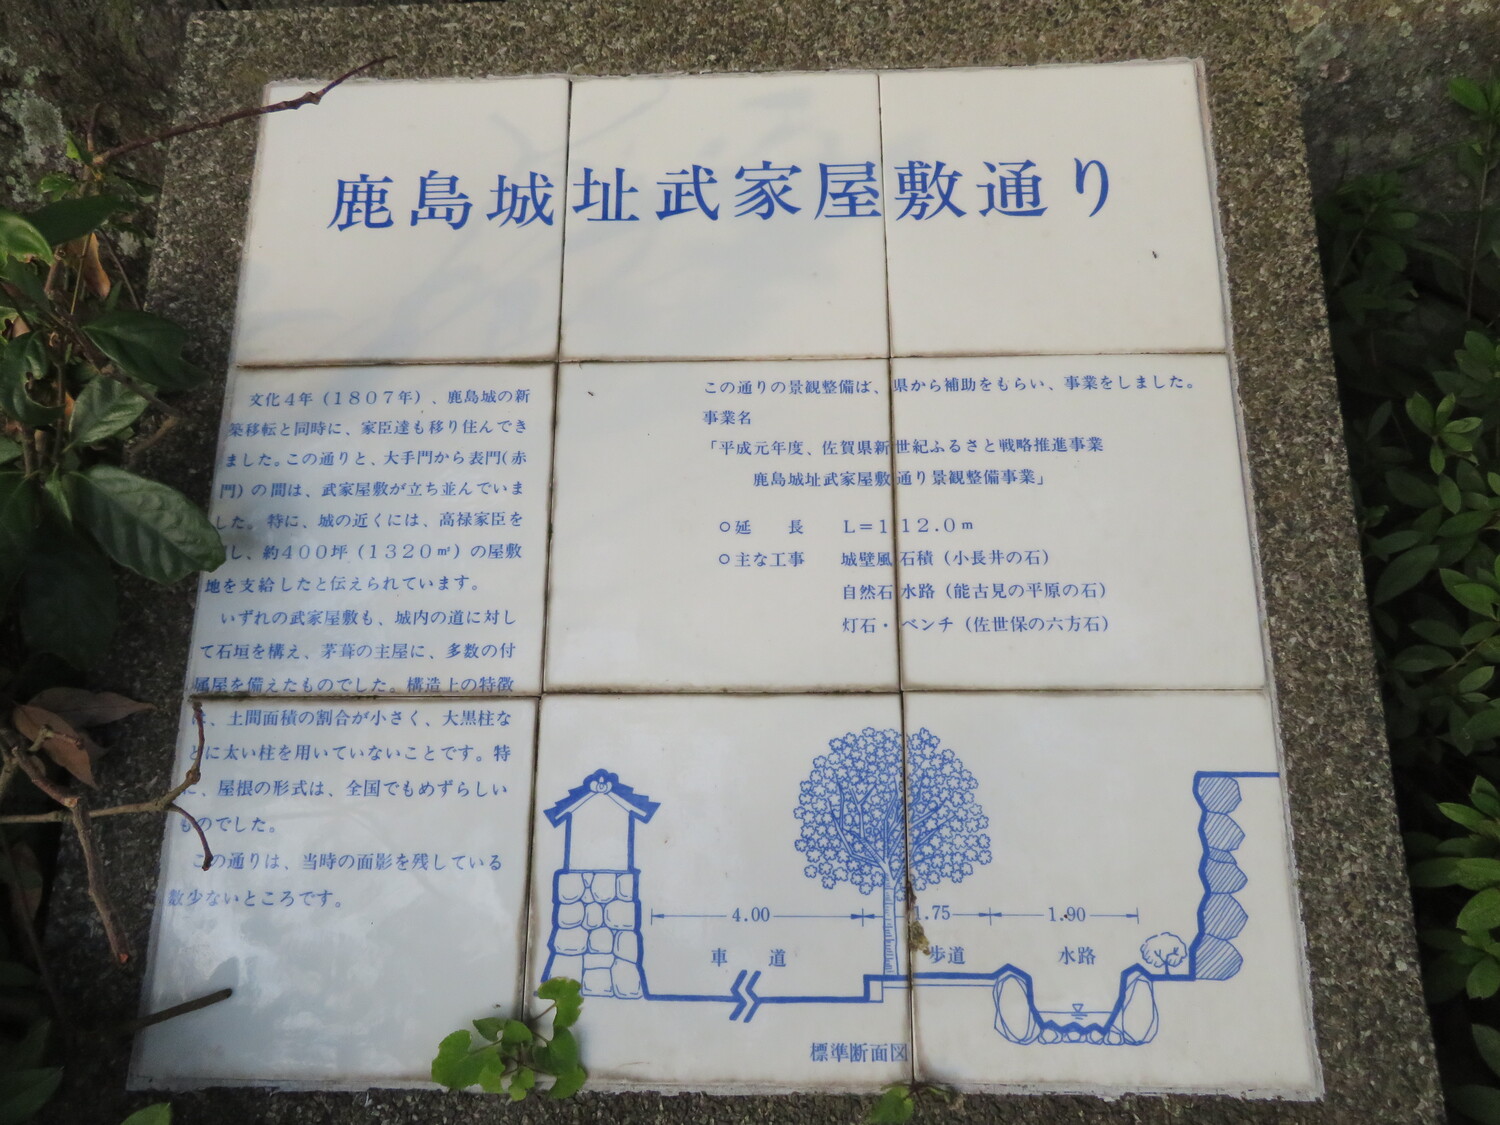 鹿島城址武家屋敷通り
文化4年(1807年)、鹿島城の新
築移転と同時に、家臣達も移り住んでき
ました。この通りと、大手門から表門(赤
門)の間は、武家屋敷が立ち並んでいま
した。特に、城の近くには、高禄家臣を
し、約400坪(1320㎡)の屋敷
地を支給したと伝えられています。
いずれの武家屋敷も、城内の道に対し
て石垣を構え、茅葺の主屋に、多数の付
属屋を備えたものでした。構造上の特徴
は、土間面積の割合が小さく、大黒柱な
どに太い柱を用いていないことです。特
に、屋根の形式は、全国でもめずらしい
ものでした。
この通りは、当時の面影を残している
数少ないところです。
この通りの景観整備は、県から補助をもらい、事業をしました。
事業名
「平成元年度、佐賀県新世紀ふるさと戦略推進事業
鹿島城址武家屋敷通り景観整備事業」
○延 長 L=112.0m
○主な工事 城壁風石積(小長井の石)
自然石水路(能古見の平原の石)
灯石・ベンチ(佐世保の六方石)
4.00 1.75 1.90
車 道 歩道 水路
標準断面図